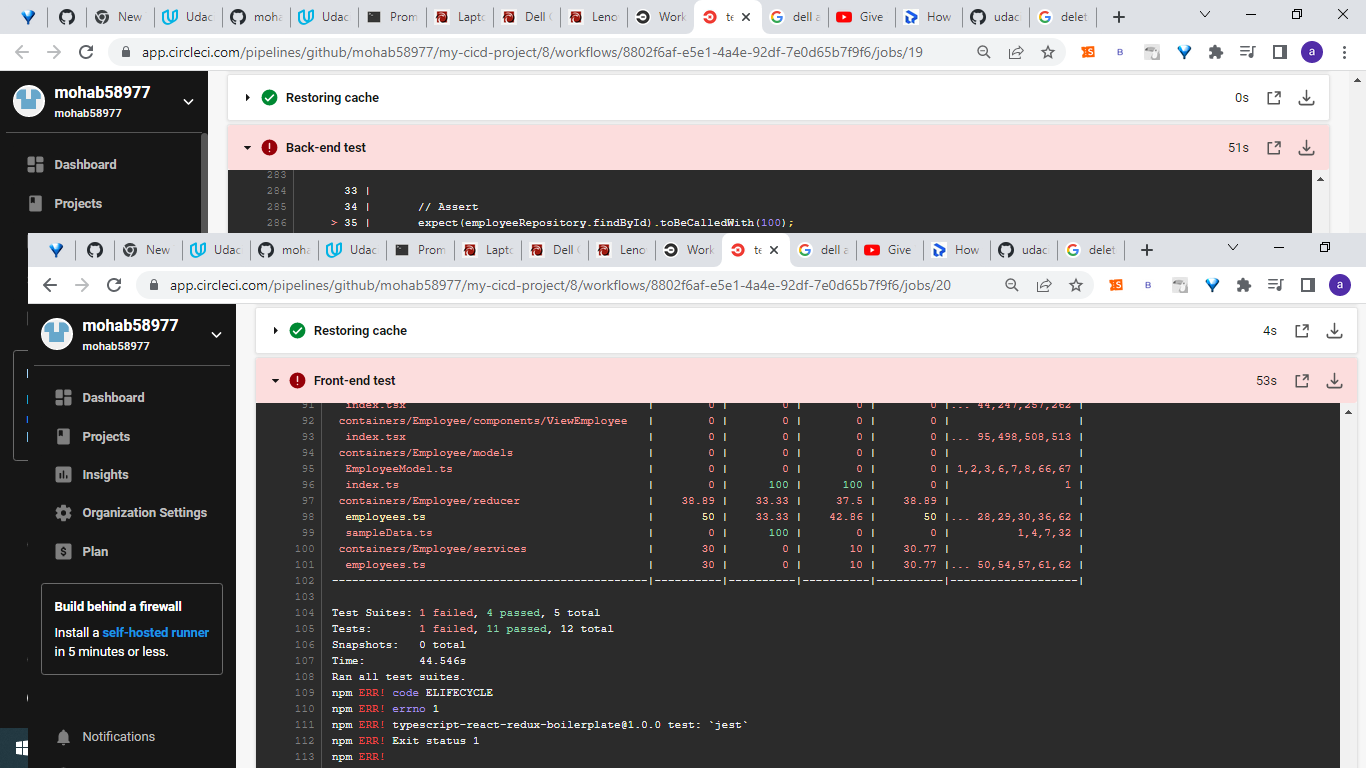 New
Udac
moha
Udac
Prom
Lapto
Dell (
Leno
Work
te
dell a
Give
How
udac
delet
app.circleci.com/pipelines/github/mohab58977/my-cicd-project/8/workflows/8802f6af-e5e1-4a4e-92df-7e0d65b7f9f6/jobs/19
mohab58977
mohab58977
Dashboard
Projects
Restoring cache
0s
Back-end test
51s
283
284 33 |
285 34 | // Assert
286 > 35 | expect(employeeRepository.findById).toBeCalledWith(100);
New
Udac
moha
Udac
Prom
Lapto
Dell (
Leno
Work
te
dell a
Give
How
udac
delet
app.circleci.com/pipelines/github/mohab58977/my-cicd-project/8/workflows/8802f6af-e5e1-4a4e-92df-7e0d65b7f9f6/jobs/20
mohab58977
mohab58977
Dashboard
Projects
Insights
Organization Settings
Plan
Build behind a firewall
Install a self-hosted runner
in 5 minutes or less.
Notifications
Restoring cache
4s
Front-end test
53s
91 index.tsx | 0 | 0 | 0 | 0 |... 44,247,257,262 |
92 containers/Employee/components/ViewEmployee | 0 | 0 | 0 | 0 | |
93 index.tsx | 0 | 0 | 0 | 0 |... 95,498,508,513 |
94 containers/Employee/models | 0 | 0 | 0 | 0 | |
95 EmployeeModel.ts | 0 | 0 | 0 | 0 | 1,2,3,6,7,8,66,67 |
96 index.ts | 0 | 100 | 100 | 0 | 1 |
97 containers/Employee/reducer | 38.89 | 33.33 | 37.5 | 38.89 | |
98 employees.ts | 50 | 33.33 | 42.86 | 50 |... 28,29,30,36,62 |
99 sampleData.ts | 0 | 100 | 0 | 0 | 1,4,7,32 |
100 containers/Employee/services | 30 | 0 | 10 | 30.77 | |
101 employees.ts | 30 | 0 | 10 | 30.77 |... 50,54,57,61,62 |
102 -----------------------------------------------|----------|----------|----------|----------|-------------------|
103
104 Test Suites: 1 failed, 4 passed, 5 total
105 Tests: 1 failed, 11 passed, 12 total
106 Snapshots: 0 total
107 Time: 44.546s
108 Ran all test suites.
109 npm ERR! code ELIFECYCLE
110 npm ERR! errno 1
111 npm ERR! typescript-react-redux-boilerplate@1.0.0 test: `jest`
112 npm ERR! Exit status 1
113 npm ERR!